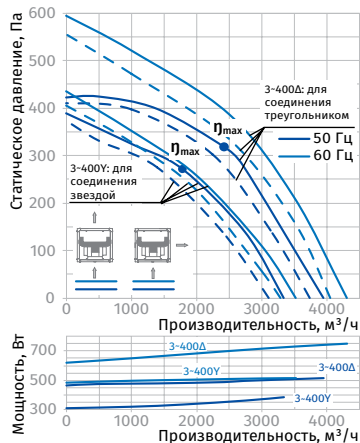 Статическое давление, Па
600
500
400
300
200
100
0
3~400Δ: для
соединения
треугольником
ηmax
50 Гц
60 Гц
ηmax
3~400Y: для
соединения
звездой
0
1000
2000
3000
4000
Производительность, м³/ч
Мощность, Вт
700
500
300
3~400Δ
3~400Y
3~400Δ
3~400Y
0
1000
2000
3000
4000
Производительность, м³/ч